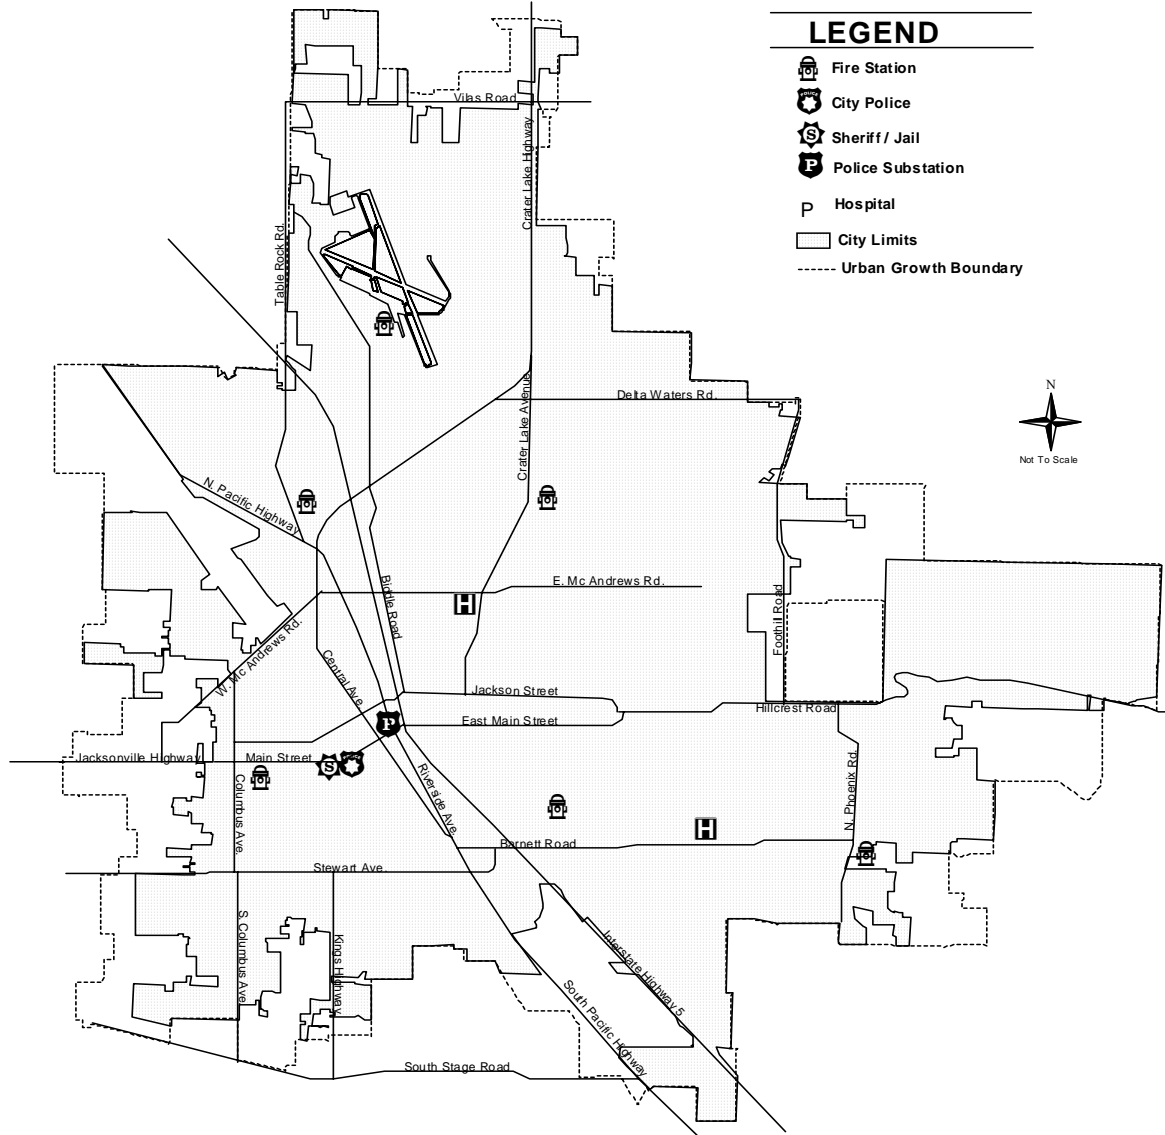 LEGEND
Fire Station
POLICE
City Police
S
Sheriff / Jail
P
Police Substation
P
Hospital
City Limits
Urban Growth Boundary
Vilas Road
Crater Lake Highway
Table Rock Rd.
Delta Waters Rd.
N
Not To Scale
Crater Lake Avenue
N. Pacific Highway
E. Mc Andrews Rd.
Biddle Road
H
Foothill Road
W. Mc Andrews Rd.
Central Ave.
Jackson Street
Hillcrest Road
P
East Main Street
Jacksonville Highway
Main Street
S
Riverside Ave.
N. Phoenix Rd.
Columbus Ave.
H
Barnett Road
Stewart Ave.
S. Columbus Ave.
Kings Highway
Interstate Highway 5
South Pacific Highway
South Stage Road